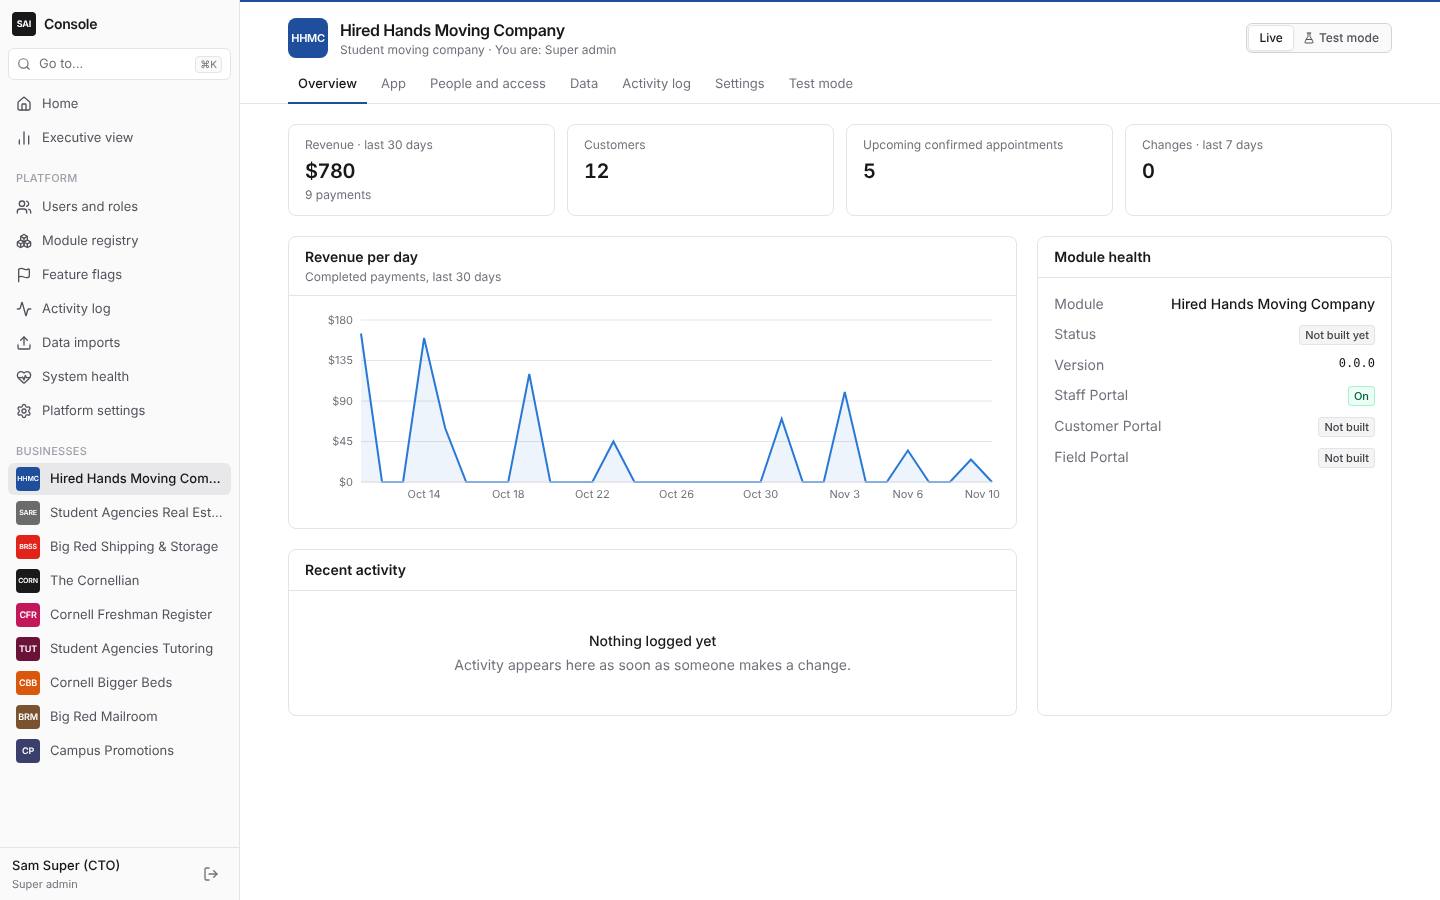 SAI Console
Go to... ⌘K
Home
Executive view
PLATFORM
Users and roles
Module registry
Feature flags
Activity log
Data imports
System health
Platform settings
BUSINESSES
HHMC Hired Hands Moving Com...
SARE Student Agencies Real Est...
BRSS Big Red Shipping & Storage
CORN The Cornellian
CFR Cornell Freshman Register
TUT Student Agencies Tutoring
CBB Cornell Bigger Beds
BRM Big Red Mailroom
CP Campus Promotions
Sam Super (CTO)
Super admin
HHMC Hired Hands Moving Company
Student moving company · You are: Super admin
Live Test mode
Overview App People and access Data Activity log Settings Test mode
Revenue · last 30 days
$780
9 payments
Customers
12
Upcoming confirmed appointments
5
Changes · last 7 days
0
Revenue per day
Completed payments, last 30 days
$180
$135
$90
$45
$0
Oct 14 Oct 18 Oct 22 Oct 26 Oct 30 Nov 3 Nov 6 Nov 10
Recent activity
Nothing logged yet
Activity appears here as soon as someone makes a change.
Module health
Module Hired Hands Moving Company
Status Not built yet
Version 0.0.0
Staff Portal On
Customer Portal Not built
Field Portal Not built